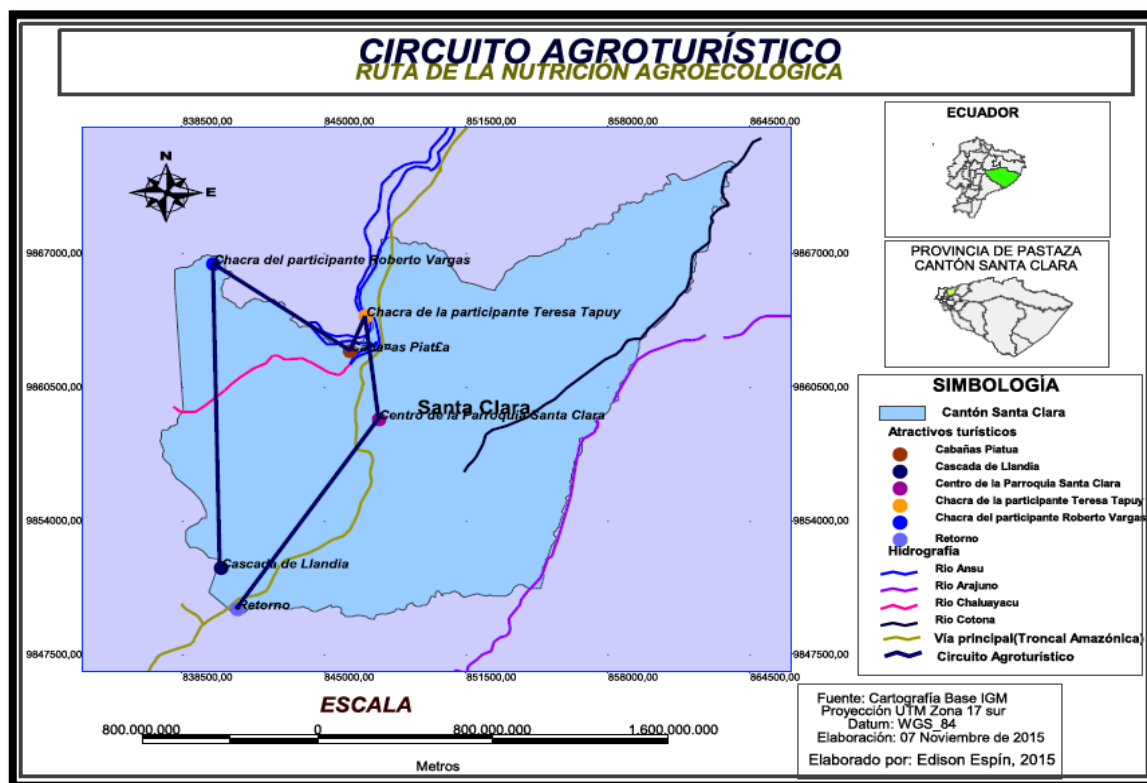 CIRCUITO AGROTURÍSTICO
RUTA DE LA NUTRICIÓN AGROECOLÓGICA
838500,00 845000,00 851500,00 858000,00 864500,00
N
E
9867000,00 9867000,00
Chacra del participante Roberto Vargas
Chacra de la participante Teresa Tapuy
Caba¤as Piat£a
9860500,00 9860500,00
Santa Clara
Centro de la Parroquia Santa Clara
9854000,00 9854000,00
Cascada de Llandia
Retorno
9847500,00 9847500,00
838500,00 845000,00 851500,00 858000,00 864500,00
ESCALA
800.000.000 0 800.000.000 1.600.000.000
Metros
ECUADOR
PROVINCIA DE PASTAZA
CANTÓN SANTA CLARA
SIMBOLOGÍA
Cantón Santa Clara
Atractivos turísticos
Cabañas Piatua
Cascada de Llandia
Centro de la Parroquia Santa Clara
Chacra de la participante Teresa Tapuy
Chacra del participante Roberto Vargas
Retorno
Hidrografía
Rio Ansu
Rio Arajuno
Rio Chaluayacu
Rio Cotona
Vía principal(Troncal Amazónica)
Circuito Agroturístico
Fuente: Cartografía Base IGM
Proyección UTM Zona 17 sur
Datum: WGS_84
Elaboración: 07 Noviembre de 2015
Elaborado por: Edison Espín, 2015